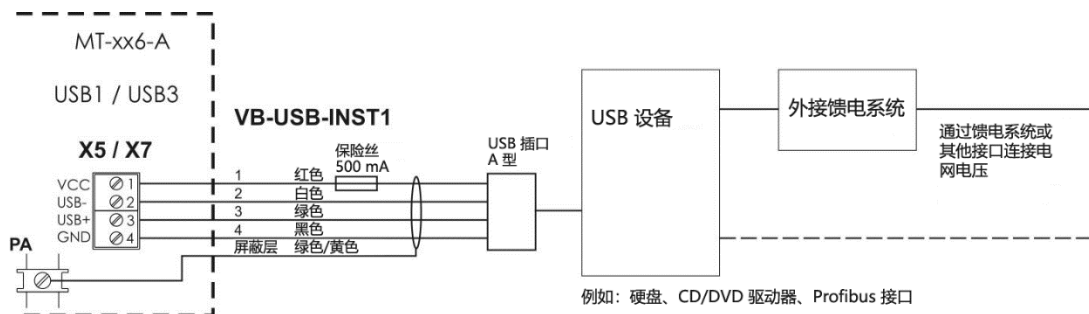 MT-xx6-A
USB1 / USB3
VB-USB-INST1
X5 / X7
保险丝
500 mA
USB 插口
A 型
USB 设备
外接馈电系统
通过馈电系统或
其他接口连接电
网电压
VCC 1 1 红色
USB- 2 2 白色
USB+ 3 3 绿色
GND 4 4 黑色
屏蔽层 绿色/黄色
PA
例如：硬盘、CD/DVD 驱动器、Profibus 接口